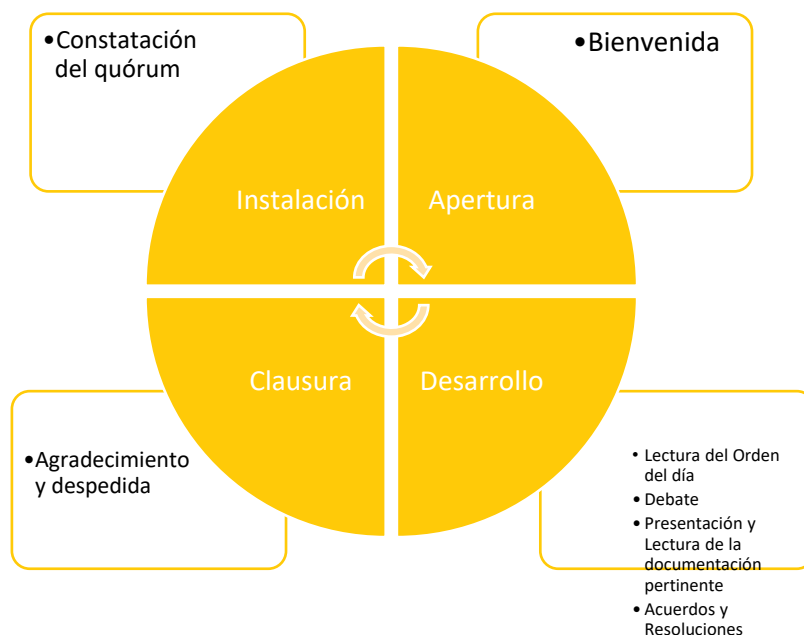 •Constatación
del quórum
•Bienvenida
Instalación
Apertura
Clausura
Desarrollo
•Agradecimiento
y despedida
• Lectura del Orden
del día
• Debate
• Presentación y
Lectura de la
documentación
pertinente
• Acuerdos y
Resoluciones